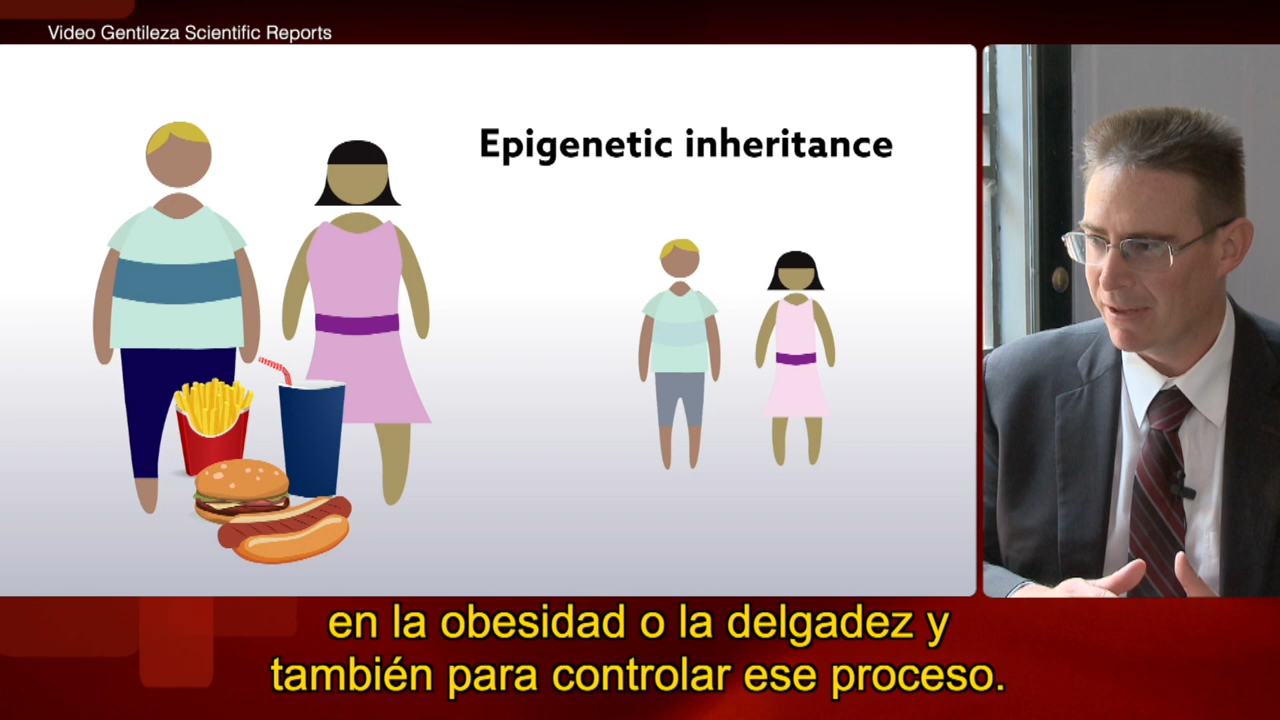 Video Gentileza Scientific Reports
Epigenetic inheritance
en la obesidad o la delgadez y
también para controlar ese proceso.